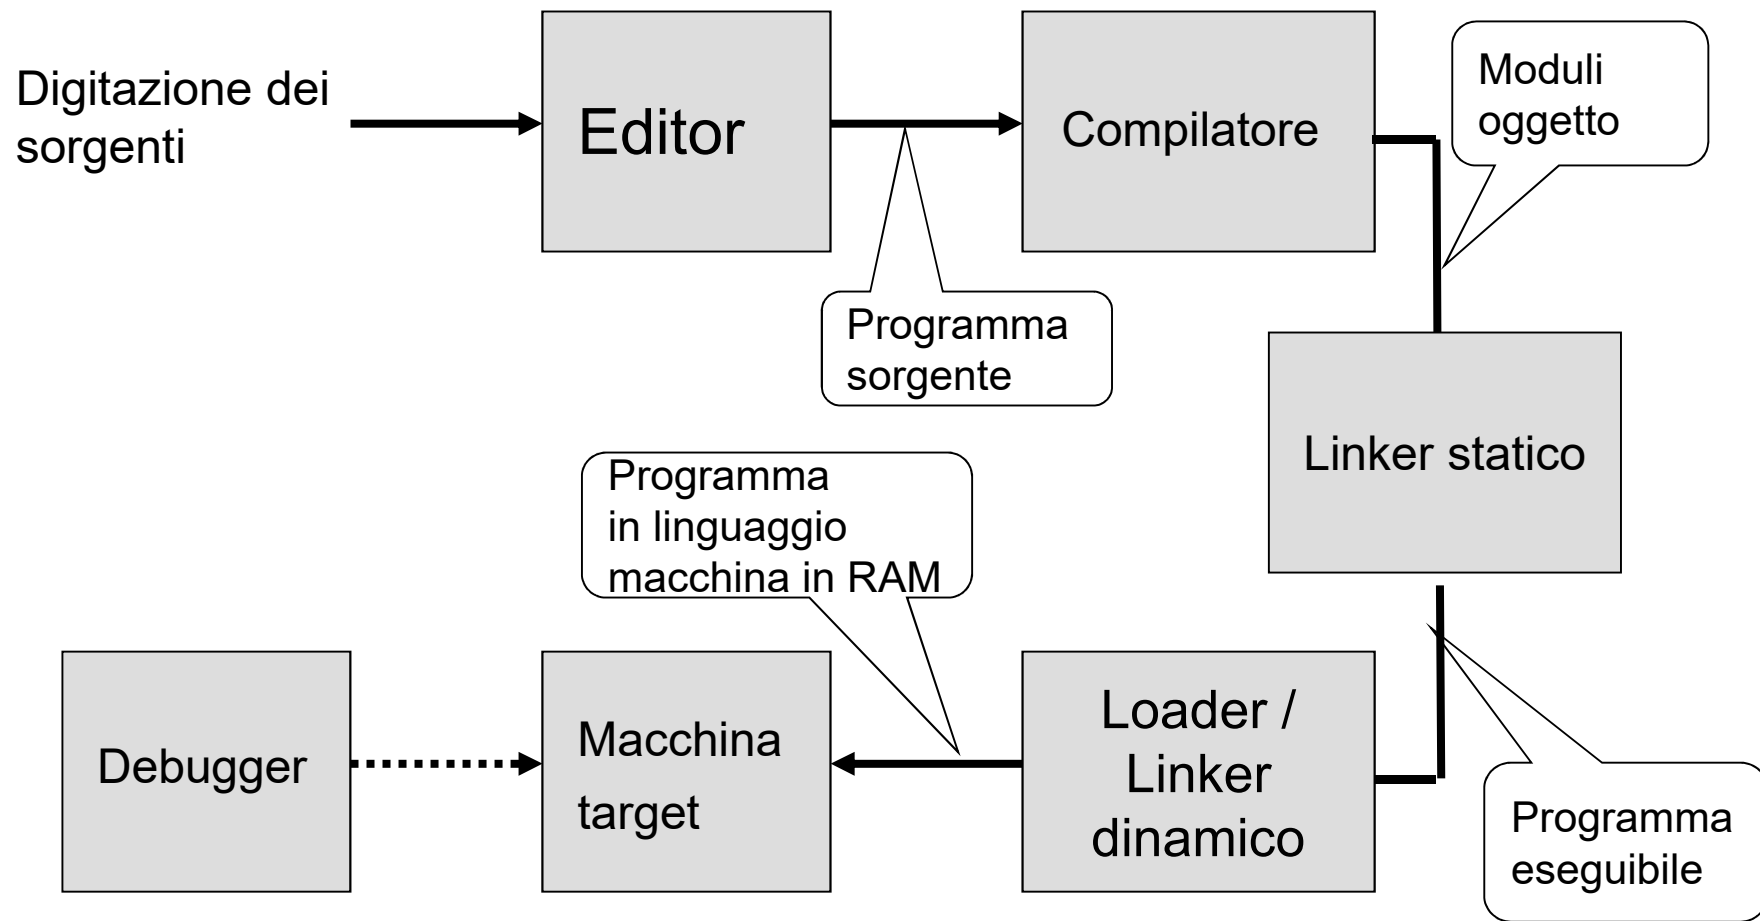 Digitazione dei
sorgenti
Editor
Compilatore
Moduli
oggetto
Programma
sorgente
Linker statico
Programma
in linguaggio
macchina in RAM
Debugger
Macchina
target
Loader /
Linker
dinamico
Programma
eseguibile